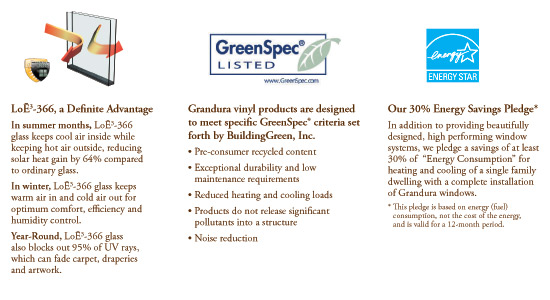 GreenSpec®
LISTED
www.GreenSpec.com
ENERGY STAR
LoĒ³-366, a Definite Advantage
In summer months, LoĒ³-366
glass keeps cool air inside while
keeping hot air outside, reducing
solar heat gain by 64% compared
to ordinary glass.
In winter, LoĒ³-366 glass keeps
warm air in and cold air out for
optimum comfort, efficiency and
humidity control.
Year-Round, LoĒ³-366 glass
also blocks out 95% of UV rays,
which can fade carpet, draperies
and artwork.
Grandura vinyl products are designed
to meet specific GreenSpec® criteria set
forth by BuildingGreen, Inc.
• Pre-consumer recycled content
• Exceptional durability and low
maintenance requirements
• Reduced heating and cooling loads
• Products do not release significant
pollutants into a structure
• Noise reduction
Our 30% Energy Savings Pledge*
In addition to providing beautifully
designed, high performing window
systems, we pledge a savings of at least
30% of “Energy Consumption” for
heating and cooling of a single family
dwelling with a complete installation
of Grandura windows.
* This pledge is based on energy (fuel)
consumption, not the cost of the energy,
and is valid for a 12-month period.